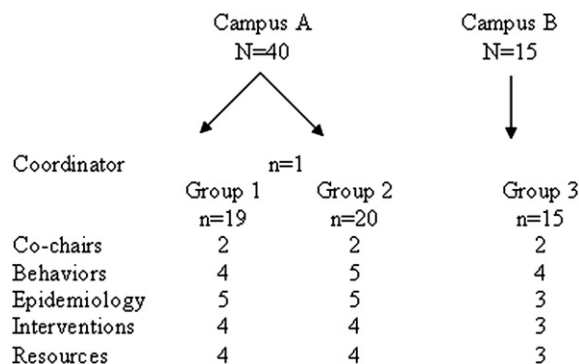 Campus A Campus B
N=40 N=15
Coordinator n=1
Group 1 Group 2 Group 3
n=19 n=20 n=15
Co-chairs 2 2 2
Behaviors 4 5 4
Epidemiology 5 5 3
Interventions 4 4 3
Resources 4 4 3